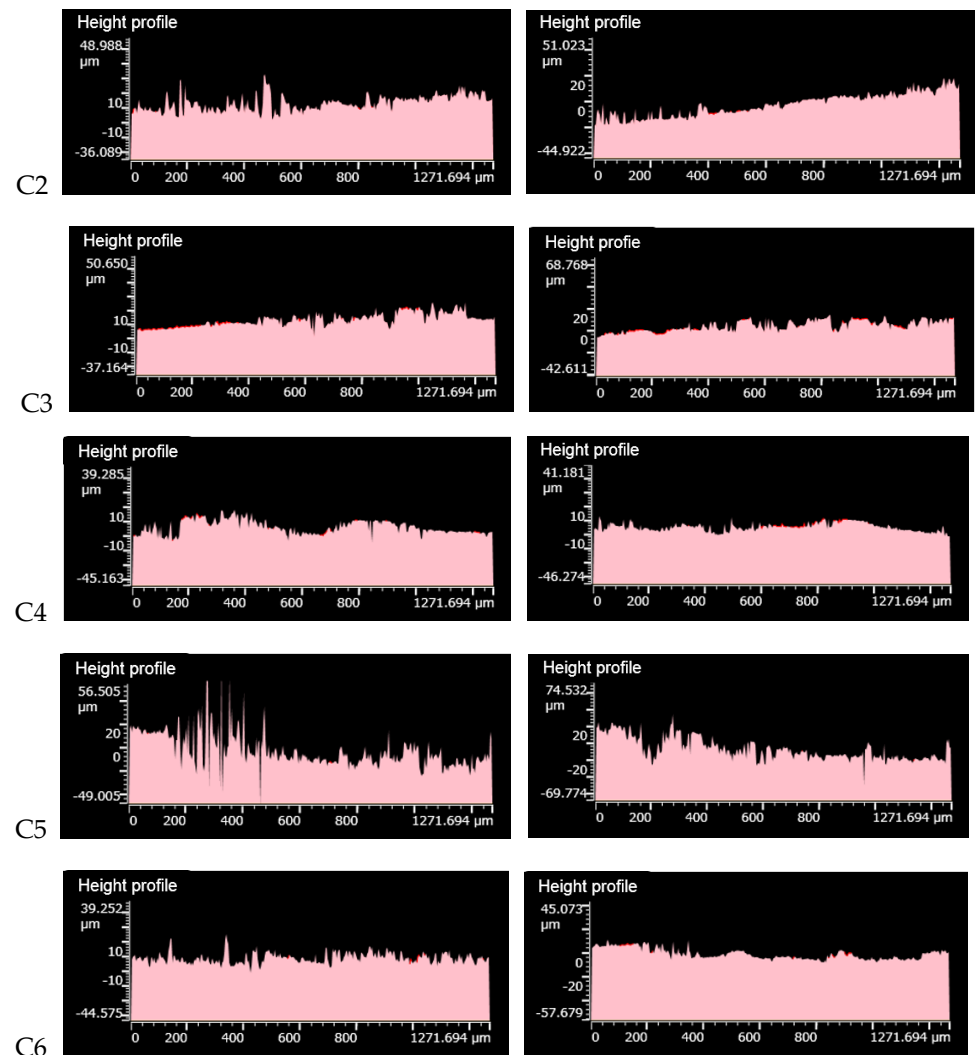 Height profile
48.988
µm
10
-10
-36.089
0 200 400 600 800 1271.694 µm
Height profile
51.023
µm
20
0
-44.922
0 200 400 600 800 1271.694 µm
C2
Height profile
50.650
µm
10
-10
-37.164
0 200 400 600 800 1271.694 µm
Height profie
68.768
µm
20
0
-42.611
0 200 400 600 800 1271.694 µm
C3
Height profile
39.285
µm
10
-10
-45.163
0 200 400 600 800 1271.694 µm
Height profile
41.181
µm
10
-10
-46.274
0 200 400 600 800 1271.694 µm
C4
Height profile
56.505
µm
20
0
-49.005
0 200 400 600 800 1271.694 µm
Height profile
74.532
µm
20
-20
-69.774
0 200 400 600 800 1271.694 µm
C5
Height profile
39.252
µm
10
-10
-44.575
0 200 400 600 800 1271.694 µm
Height profile
45.073
µm
0
-20
-57.679
0 200 400 600 800 1271.694 µm
C6